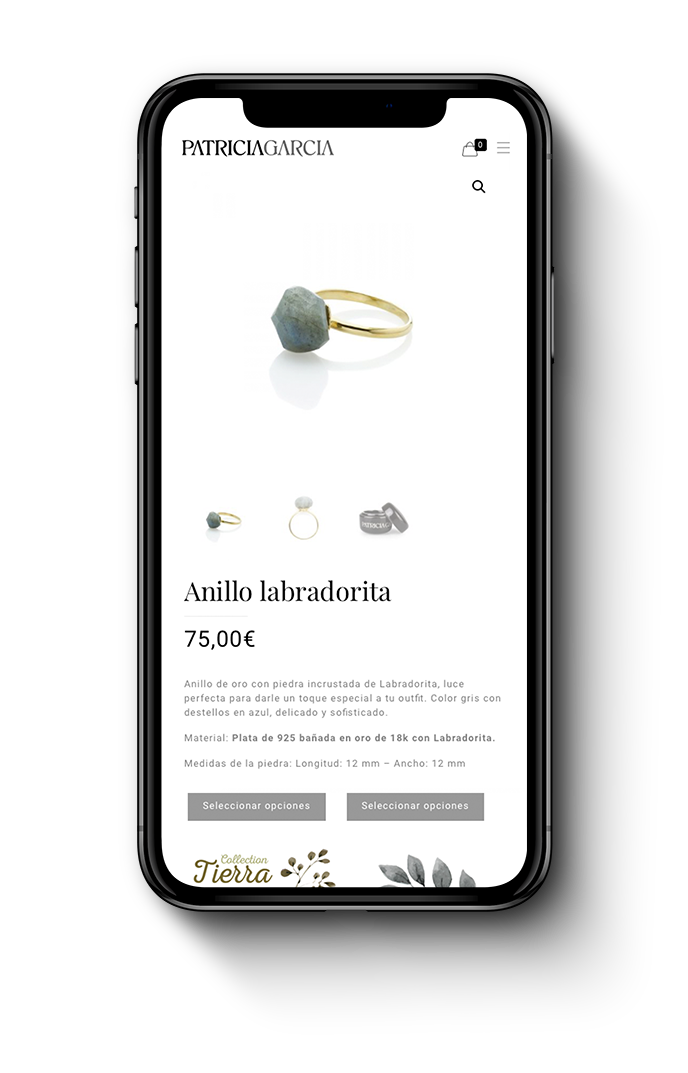 PATRICIAGARCIA
0
PATRICIAG
Anillo labradorita
75,00€
Anillo de oro con piedra incrustada de Labradorita, luce
perfecta para darle un toque especial a tu outfit. Color gris con
destellos en azul, delicado y sofisticado.
Material: Plata de 925 bañada en oro de 18k con Labradorita.
Medidas de la piedra: Longitud: 12 mm – Ancho: 12 mm
Seleccionar opciones Seleccionar opciones
Collection
Tierra